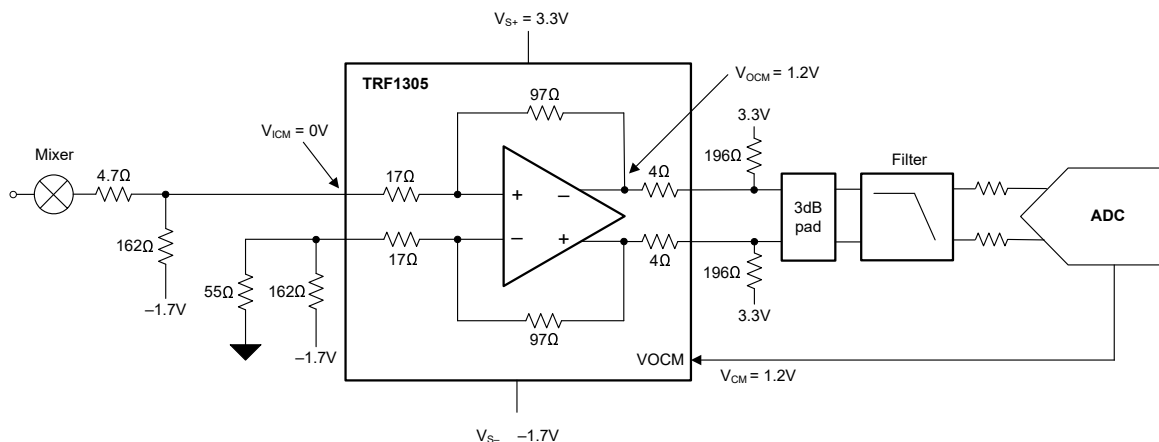 V_S+ = 3.3V
TRF1305
97Ω
V_OCM = 1.2V
V_ICM = 0V
3.3V
Mixer
4.7Ω
17Ω
4Ω
196Ω
Filter
+
−
3dB
pad
ADC
162Ω
−
+
17Ω
4Ω
196Ω
55Ω
162Ω
–1.7V
3.3V
97Ω
–1.7V
VOCM
V_CM = 1.2V
V_S– –1.7V